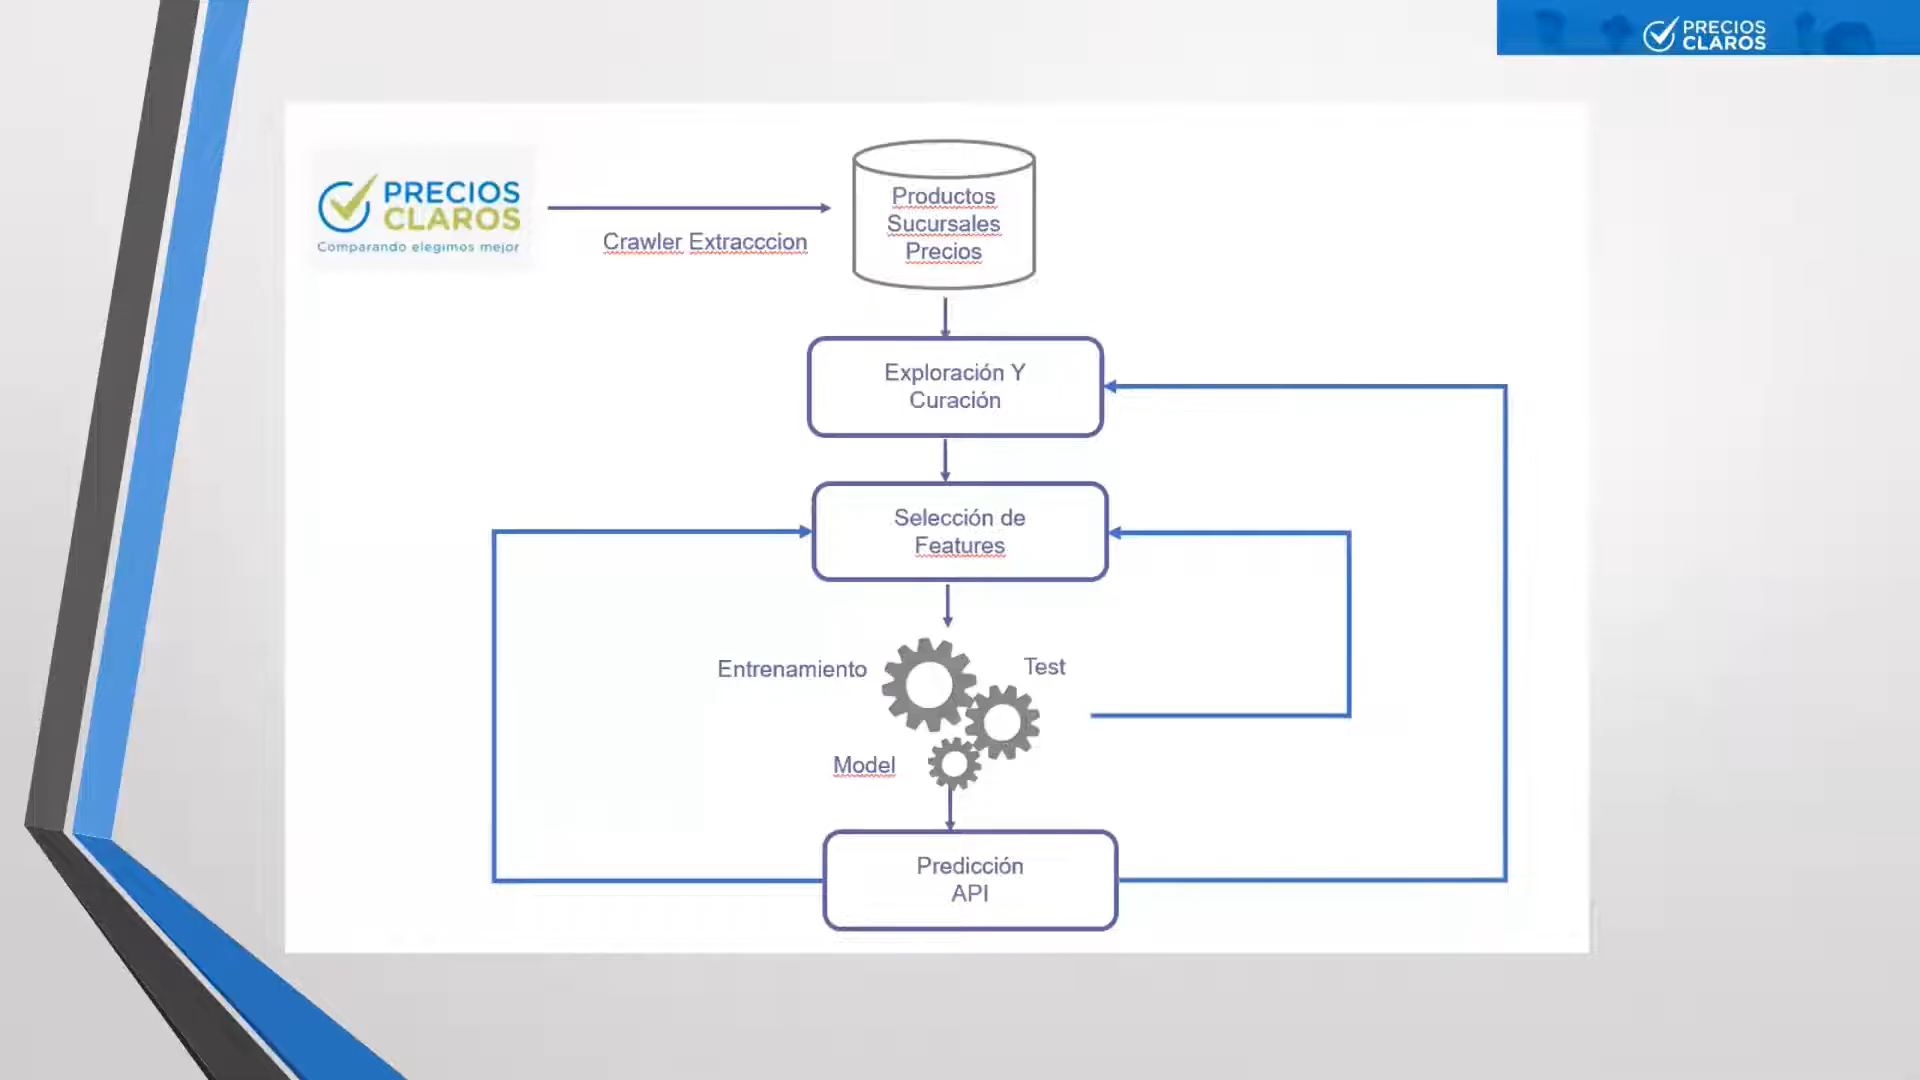 PRECIOS
CLAROS
PRECIOS
CLAROS
Comparando elegimos mejor
Crawler Extracccion
Productos
Sucursales
Precios
Exploración Y
Curación
Selección de
Features
Entrenamiento
Test
Model
Predicción
API